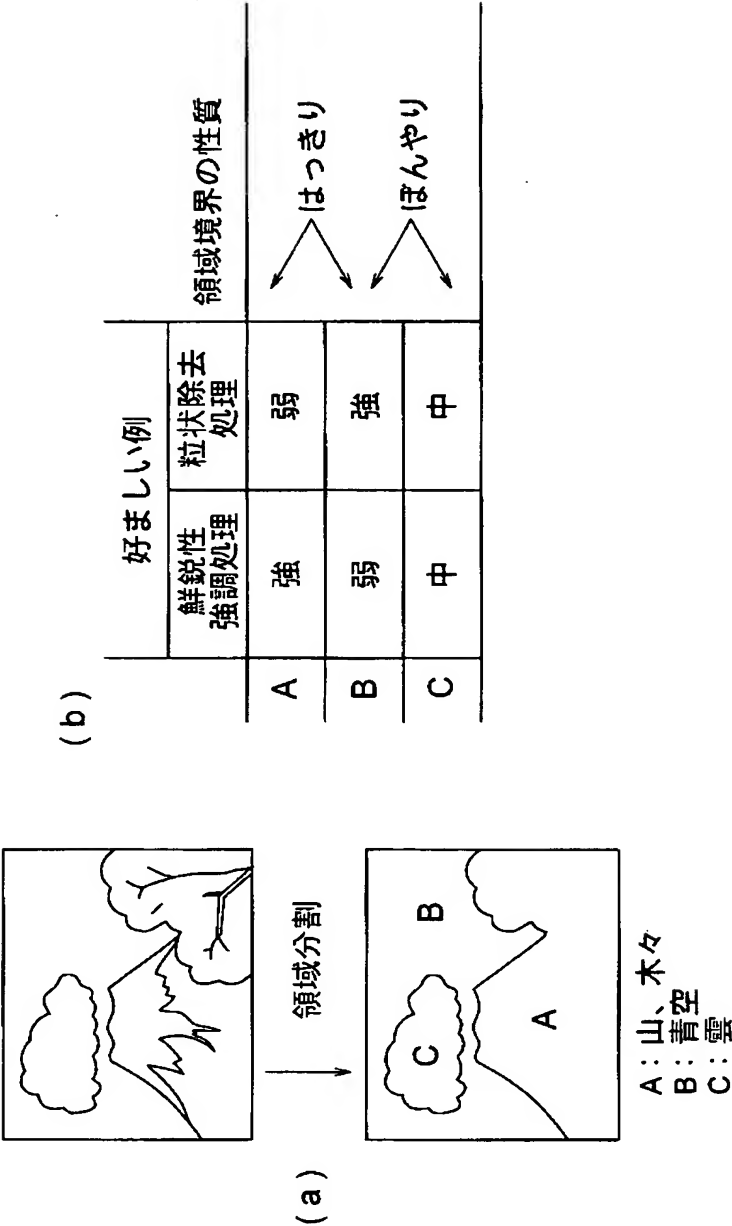 (a)
領域分割
C
B
A
A：山、木々
B：青空
C：雲
(b)
好ましい例
鮮鋭性
強調処理
粒状除去
処理
領域境界の性質
A 強 弱
B 弱 強
C 中 中
はっきり
ぼんやり